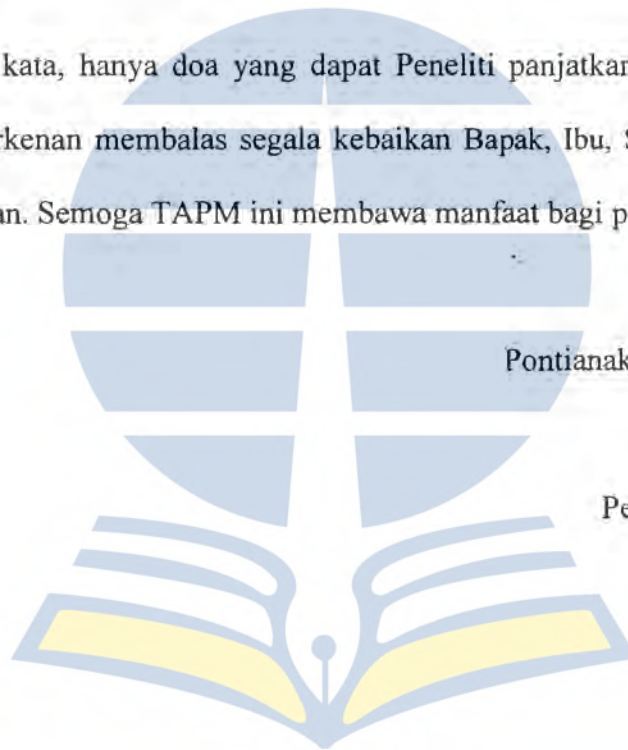 kata, hanya doa yang dapat Peneliti panjatkan
rkenan membalas segala kebaikan Bapak, Ibu, S
an. Semoga TAPM ini membawa manfaat bagi p
Pontianak
Pe